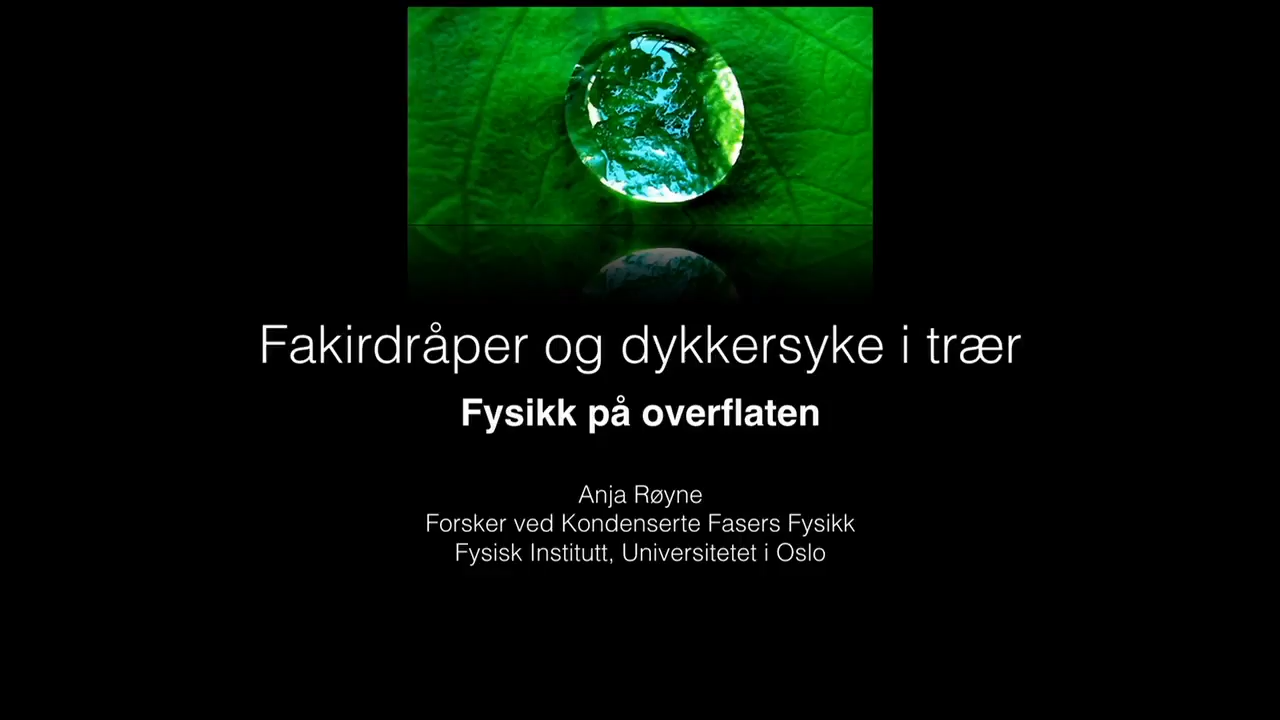 Fakirdråper og dykkersyke i trær
Fysikk på overflaten
Anja Røyne
Forsker ved Kondenserte Fasers Fysikk
Fysisk Institutt, Universitetet i Oslo